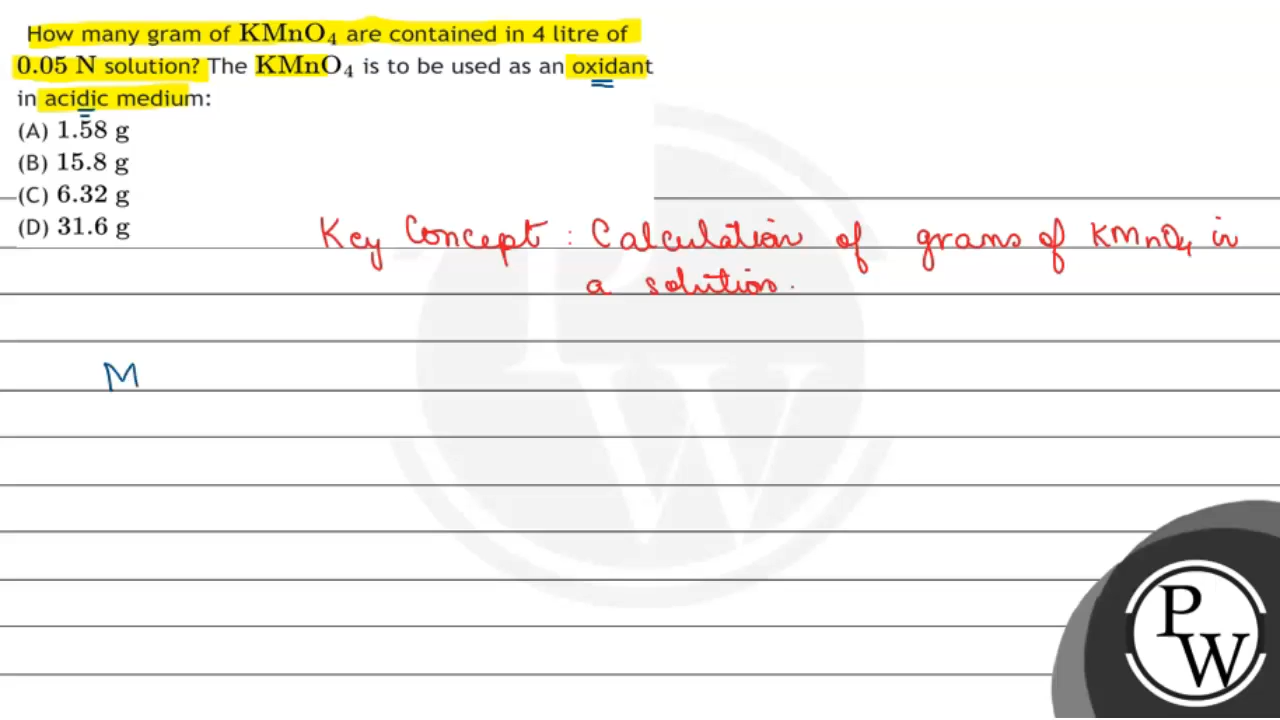 How many gram of KMnO₄ are contained in 4 litre of
0.05 N solution? The KMnO₄ is to be used as an oxidant
in acidic medium:
(A) 1.58 g
(B) 15.8 g
(C) 6.32 g
(D) 31.6 g
Key Concept : Calculation of grams of KMnO₄ in
a solution.
M
P
W
P
W